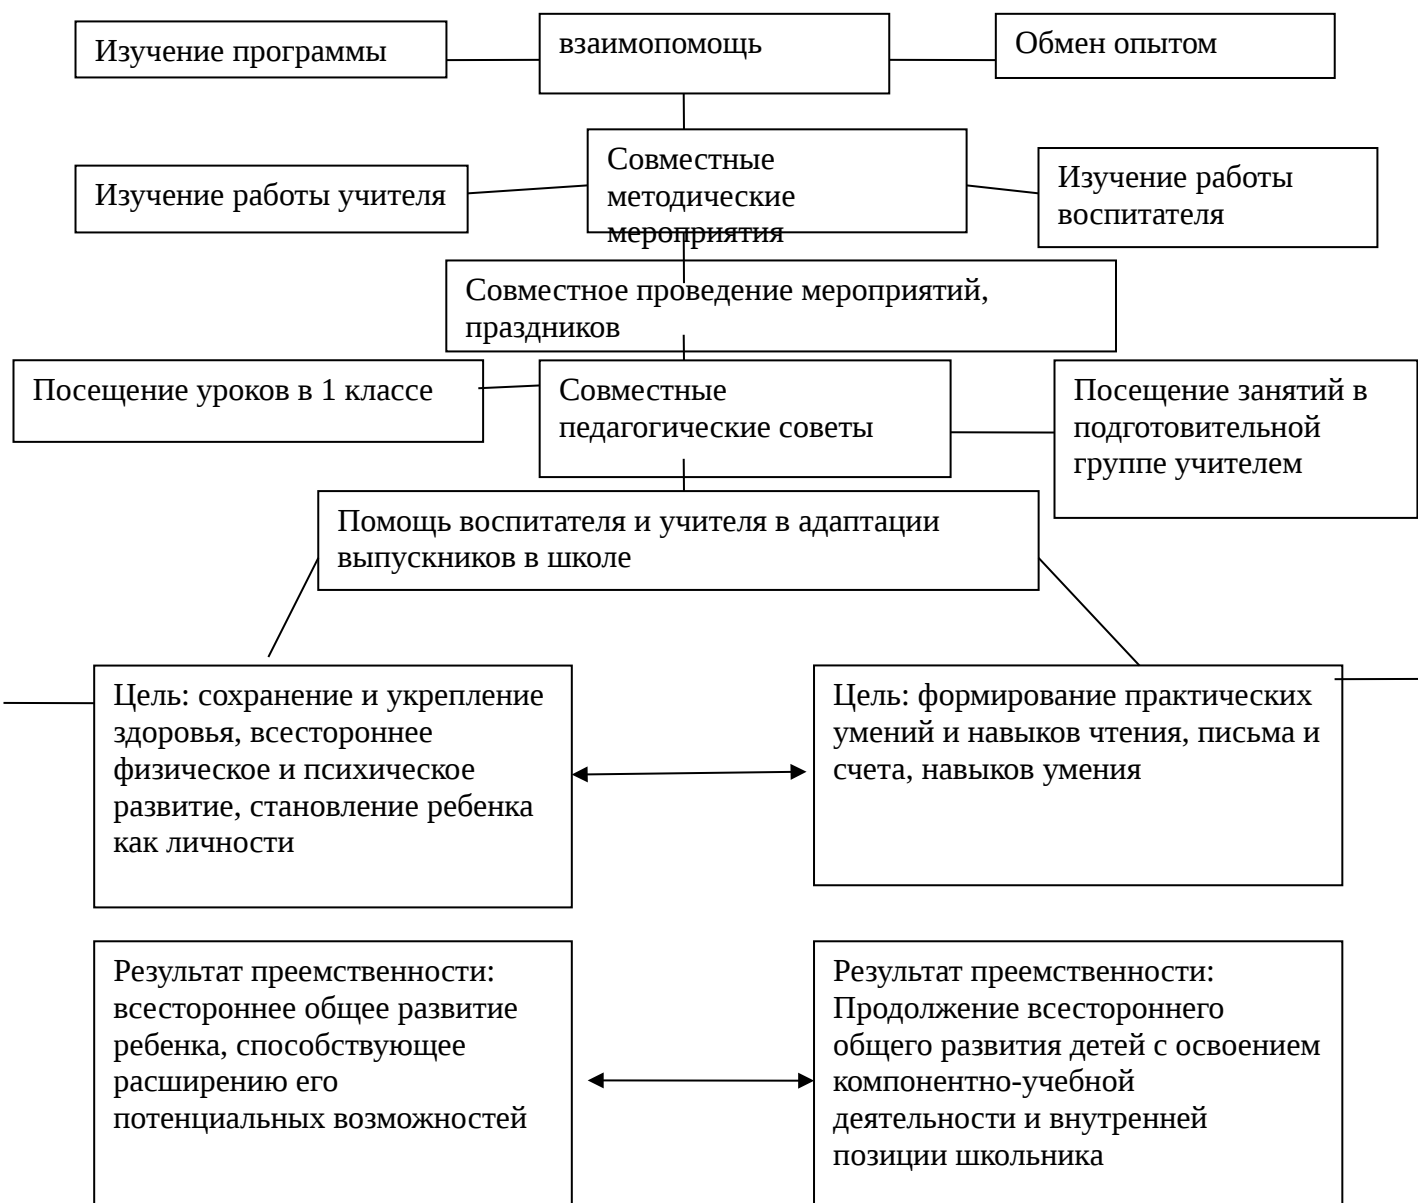 Изучение программы
взаимопомощь
Обмен опытом
Изучение работы учителя
Совместные
методические
мероприятия
Изучение работы
воспитателя
Совместное проведение мероприятий,
праздников
Посещение уроков в 1 классе
Совместные
педагогические советы
Посещение занятий в
подготовительной
группе учителем
Помощь воспитателя и учителя в адаптации
выпускников в школе
Цель: сохранение и укрепление
здоровья, всестороннее
физическое и психическое
развитие, становление ребенка
как личности
Цель: формирование практических
умений и навыков чтения, письма и
счета, навыков умения
Результат преемственности:
всестороннее общее развитие
ребенка, способствующее
расширению его
потенциальных возможностей
Результат преемственности:
Продолжение всестороннего
общего развития детей с освоением
компонентно-учебной
деятельности и внутренней
позиции школьника